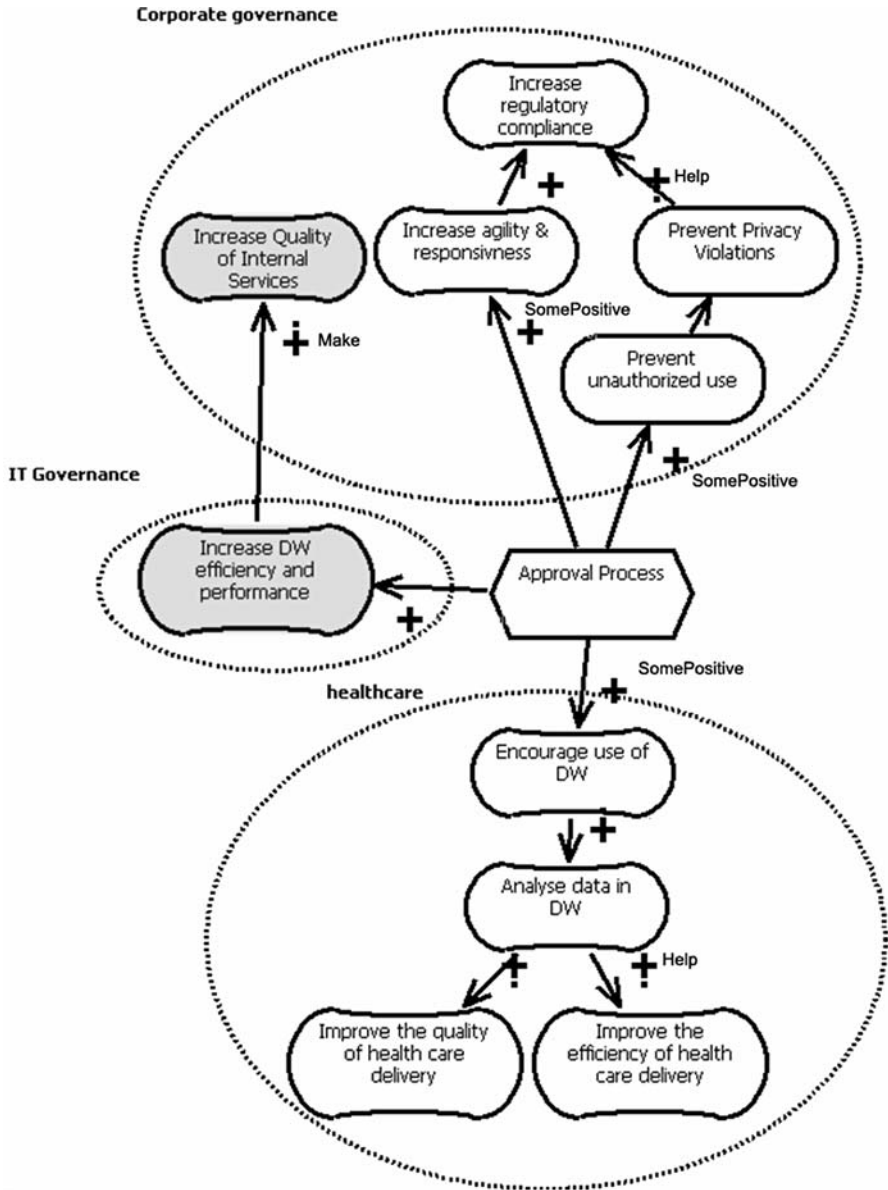 Corporate governance
Increase
regulatory
compliance
Help
Increase Quality
of Internal
Services
Increase agility &
responsivness
Prevent Privacy
Violations
SomePositive
Make
Prevent
unauthorized use
SomePositive
IT Governance
Increase DW
efficiency and
performance
Approval Process
SomePositive
healthcare
Encourage use of
DW
Analyse data in
DW
Help
Improve the quality
of health care
delivery
Improve the
efficiency of health
care delivery